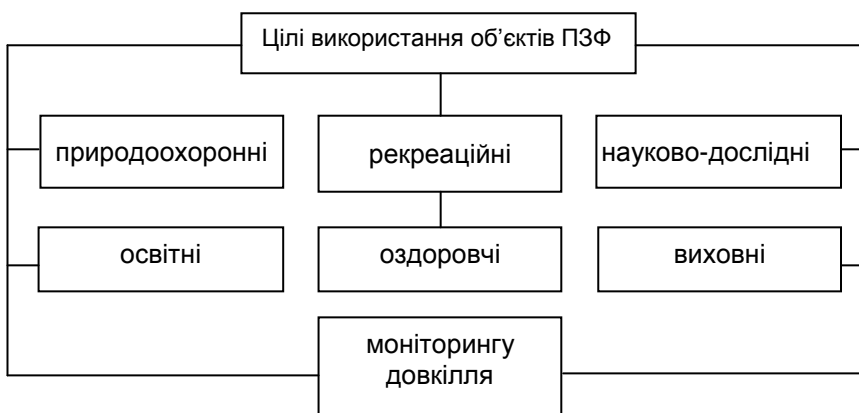 Цілі використання об’єктів ПЗФ
природоохоронні
рекреаційні
науково-дослідні
освітні
оздоровчі
виховні
моніторингу
довкілля